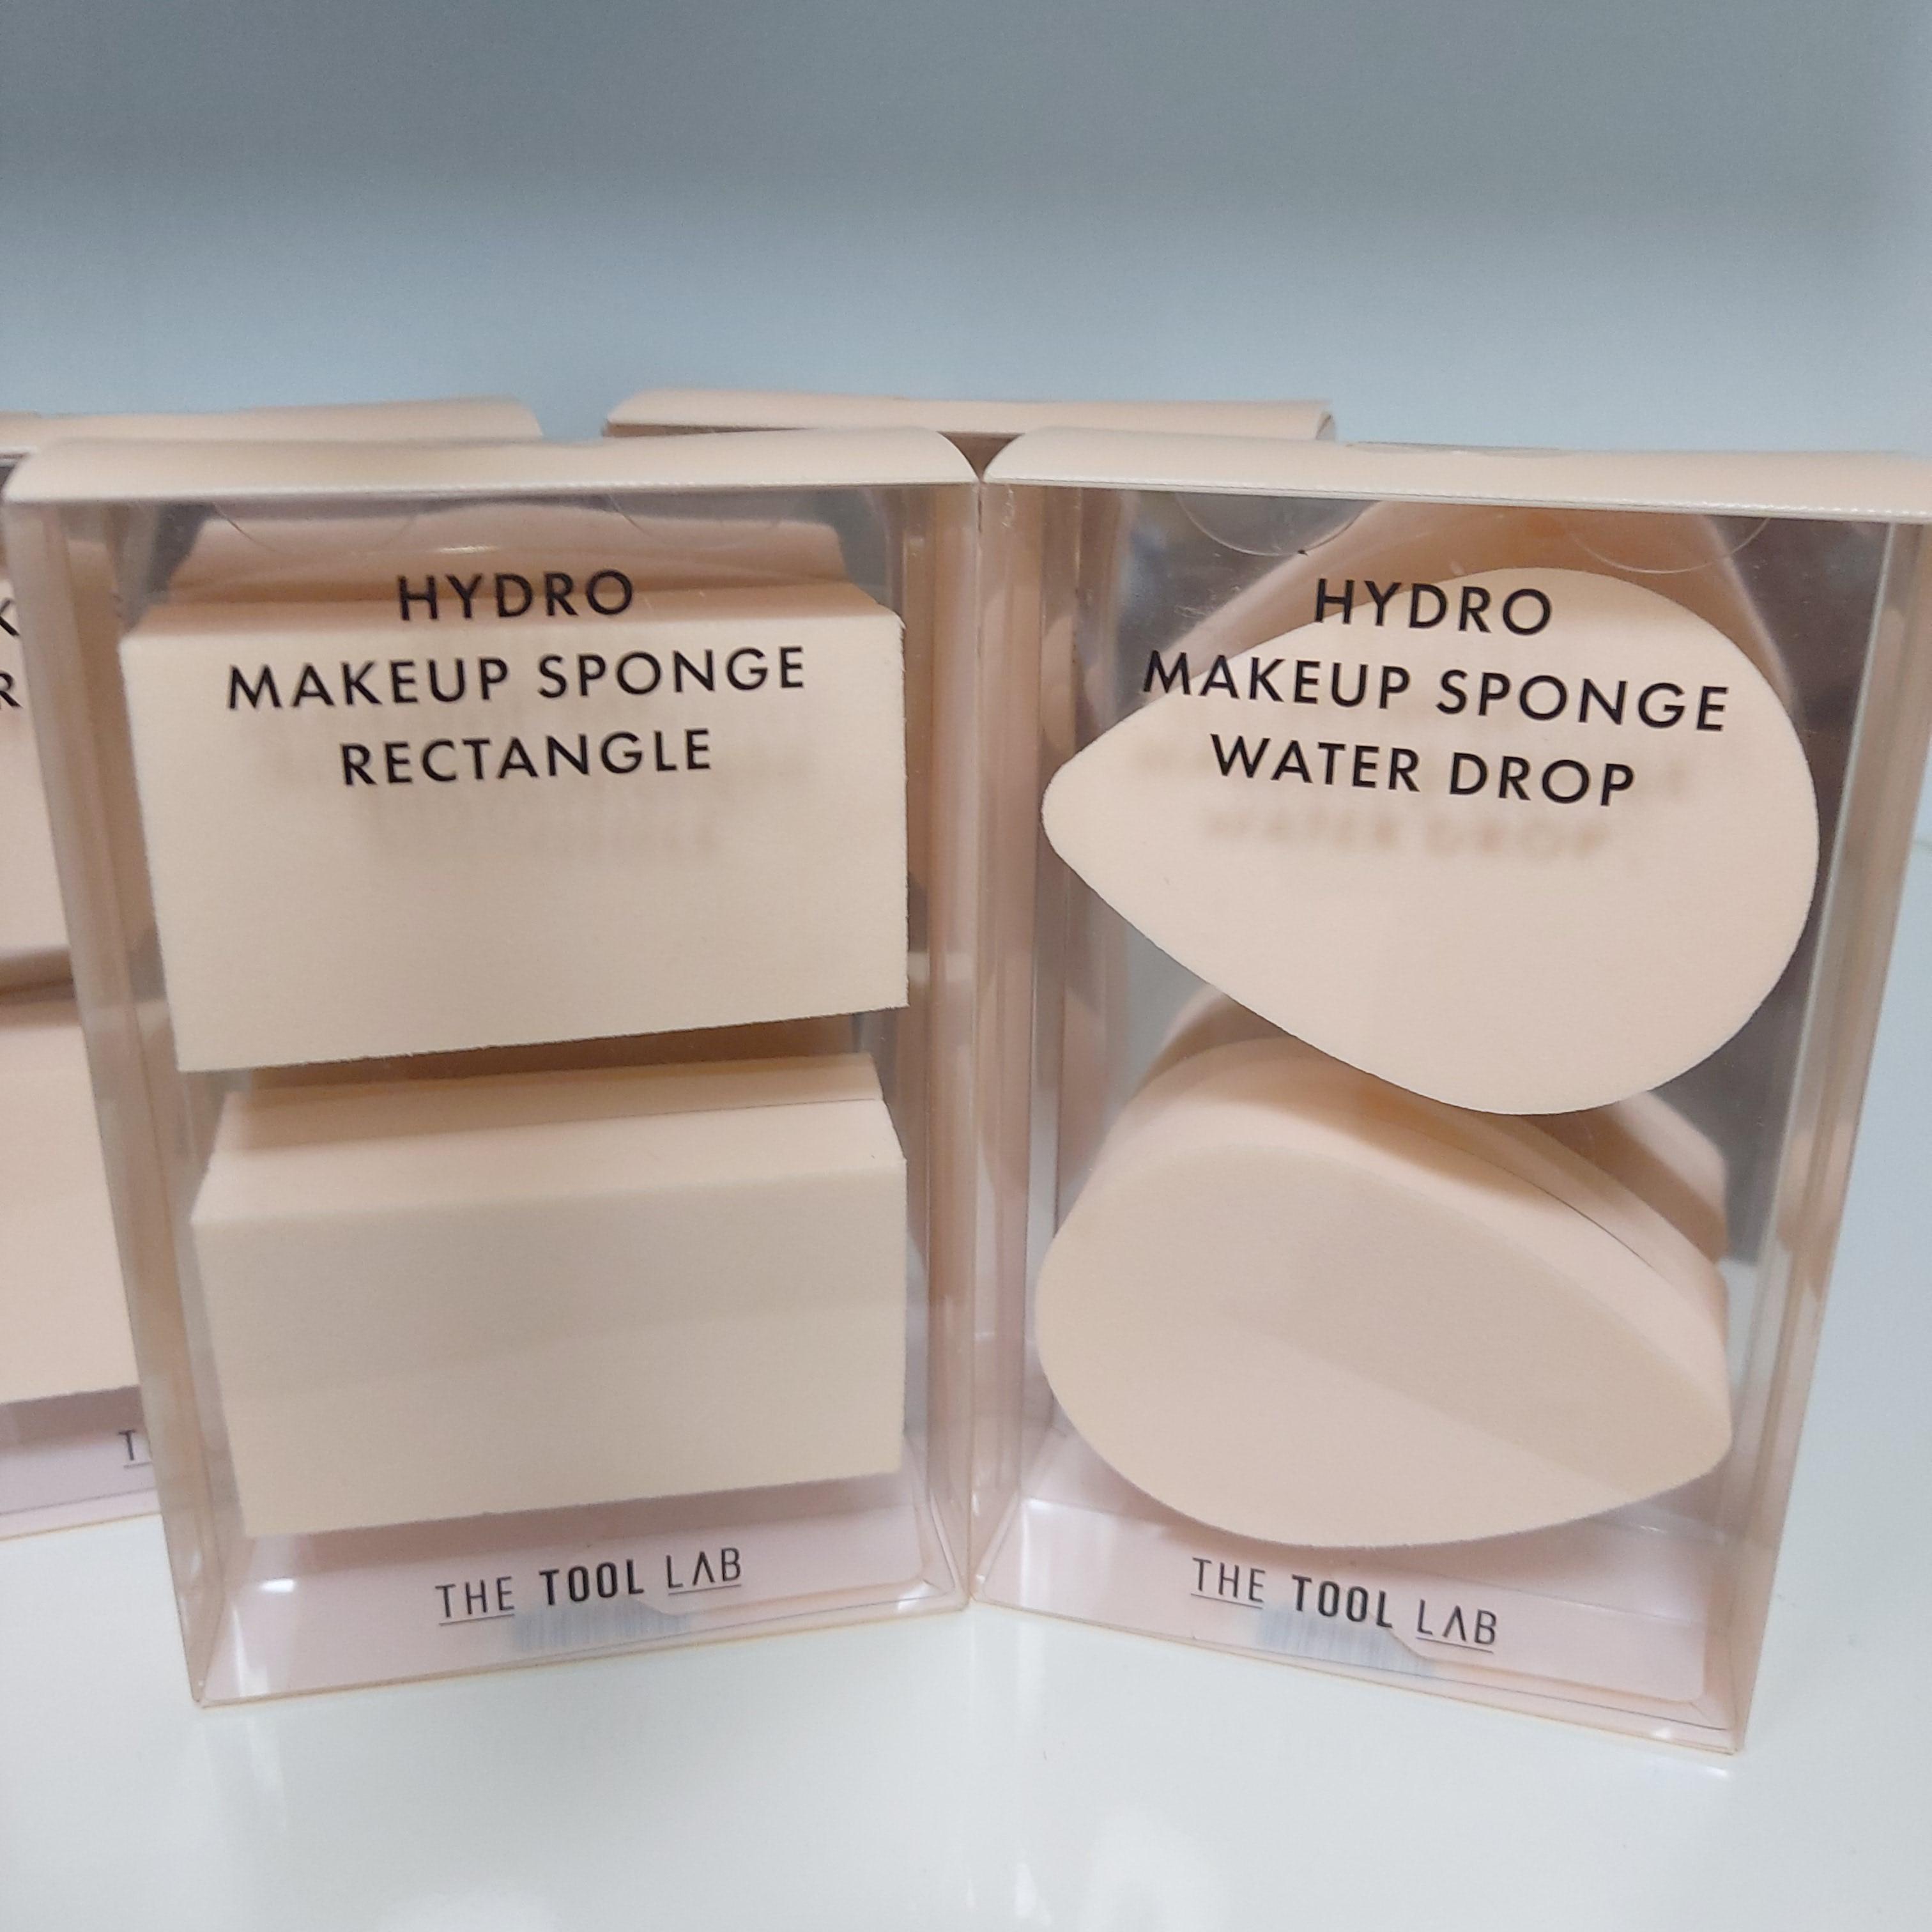 HYDRO
MAKEUP SPONGE
RECTANGLE
THE TOOL LAB
HYDRO
MAKEUP SPONGE
WATER DROP
THE TOOL LAB